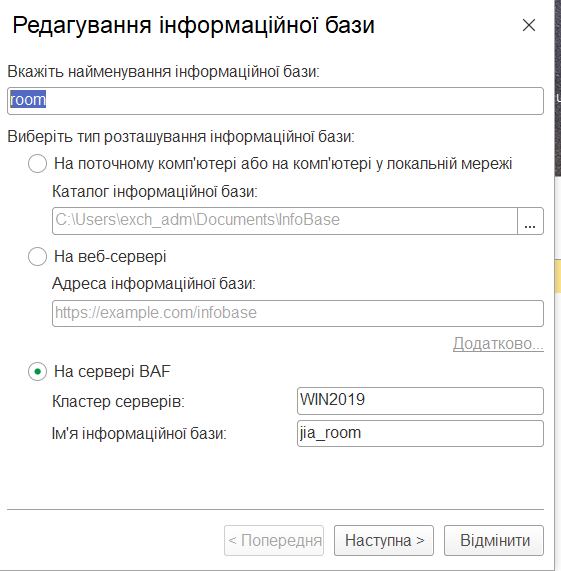 Редагування інформаційної бази
Вкажіть найменування інформаційної бази:
room
Виберіть тип розташування інформаційної бази:
На поточному комп'ютері або на комп'ютері у локальній мережі
Каталог інформаційної бази:
C:\Users\exch_adm\Documents\InfoBase
...
На веб-сервері
Адреса інформаційної бази:
https://example.com/infobase
Додатково...
На сервері BAF
Кластер серверів: WIN2019
Ім'я інформаційної бази: jia_room
< Попередня Наступна > Відмінити